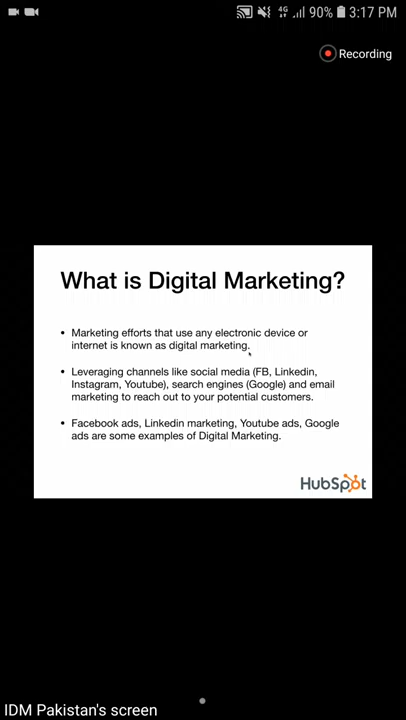 4G 90% 3:17 PM
Recording
What is Digital Marketing?
• Marketing efforts that use any electronic device or
internet is known as digital marketing.
• Leveraging channels like social media (FB, Linkedin,
Instagram, Youtube), search engines (Google) and email
marketing to reach out to your potential customers.
• Facebook ads, Linkedin marketing, Youtube ads, Google
ads are some examples of Digital Marketing.
HubSpot
IDM Pakistan's screen